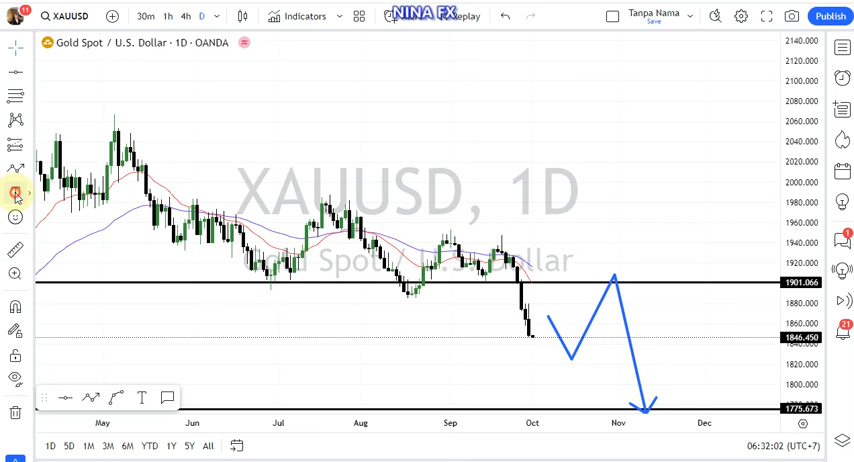 11
XAUUSD
30m 1h 4h D
Indicators
NINA FX
Replay
Tanpa Nama
Save
Publish
Gold Spot / U.S. Dollar · 1D · OANDA
XAUUSD, 1D
Gold Spot / U.S. Dollar
2140.000
2120.000
2100.000
2080.000
2060.000
2040.000
2020.000
2000.000
1980.000
1960.000
1940.000
1920.000
1901.066
1880.000
1860.000
1846.450
1820.000
1800.000
1775.673
1
21
T
May Jun Jul Aug Sep Oct Nov Dec
1D 5D 1M 3M 6M YTD 1Y 5Y All
06:32:02 (UTC+7)